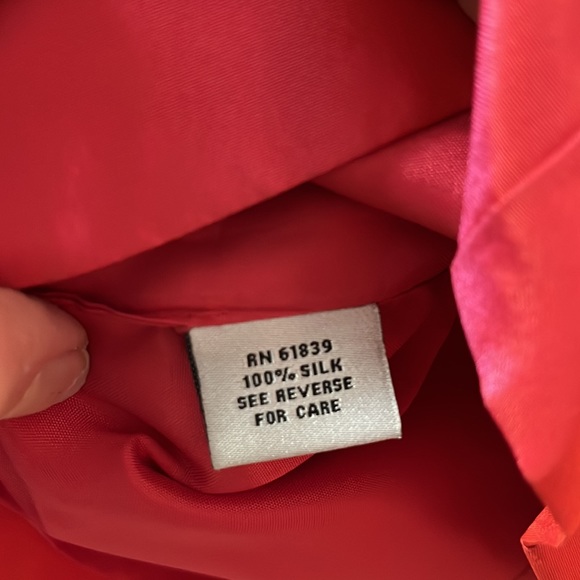 RN 61839
100% SILK
SEE REVERSE
FOR CARE